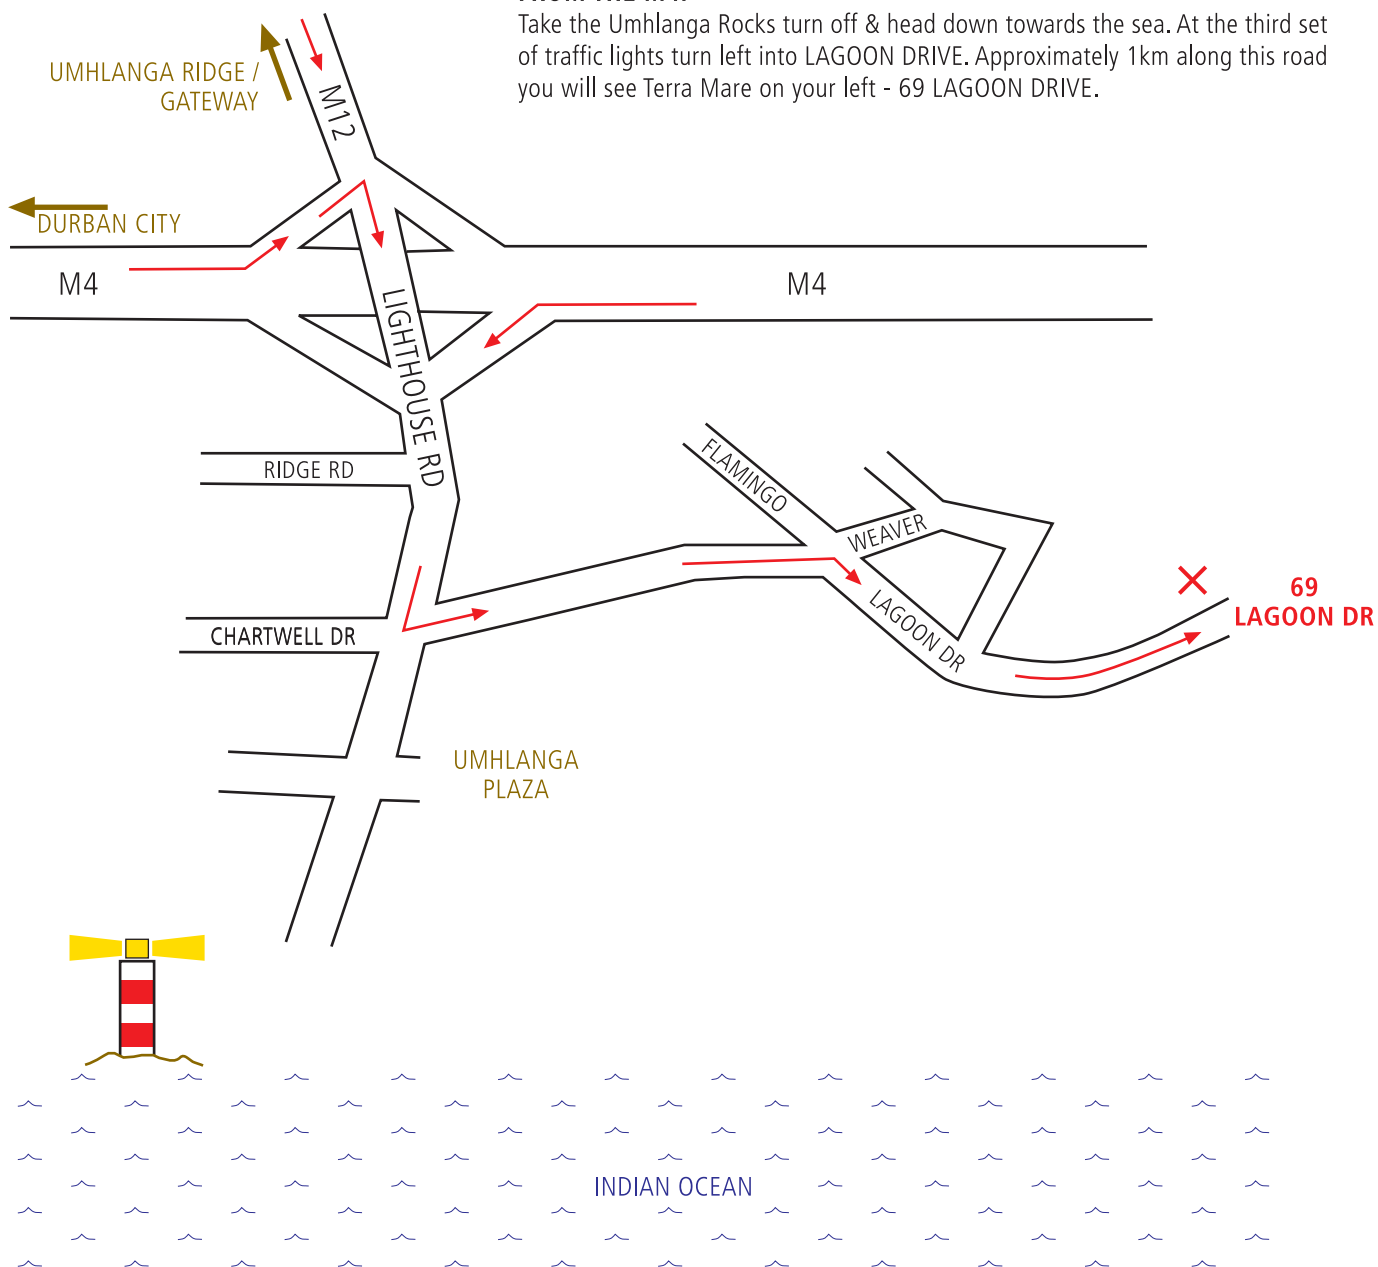 Take the Umhlanga Rocks turn off & head down towards the sea. At the third set
of traffic lights turn left into LAGOON DRIVE. Approximately 1km along this road
you will see Terra Mare on your left - 69 LAGOON DRIVE.
UMHLANGA RIDGE /
GATEWAY
M12
DURBAN CITY
M4
M4
LIGHTHOUSE RD
RIDGE RD
FLAMINGO
WEAVER
LAGOON DR
69
LAGOON DR
CHARTWELL DR
UMHLANGA
PLAZA
INDIAN OCEAN